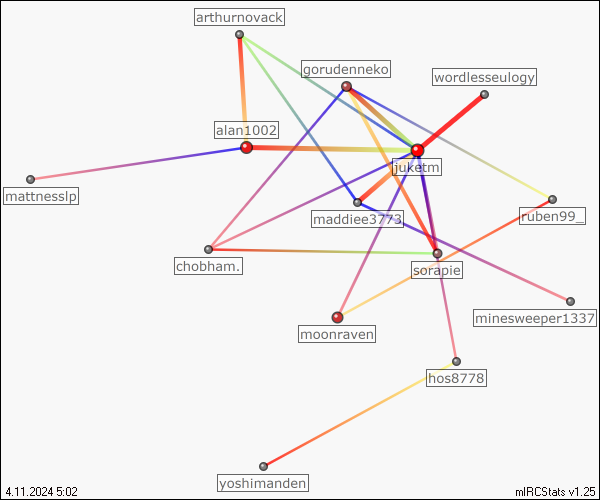 arthurnovack
gorudenneko
wordlesseulogy
alan1002
juketm
mattnesslp
maddiee3773
ruben99_
chobham.
sorapie
minesweeper1337
moonraven
hos8778
yoshimanden
4.11.2024 5:02
mIRCStats v1.25